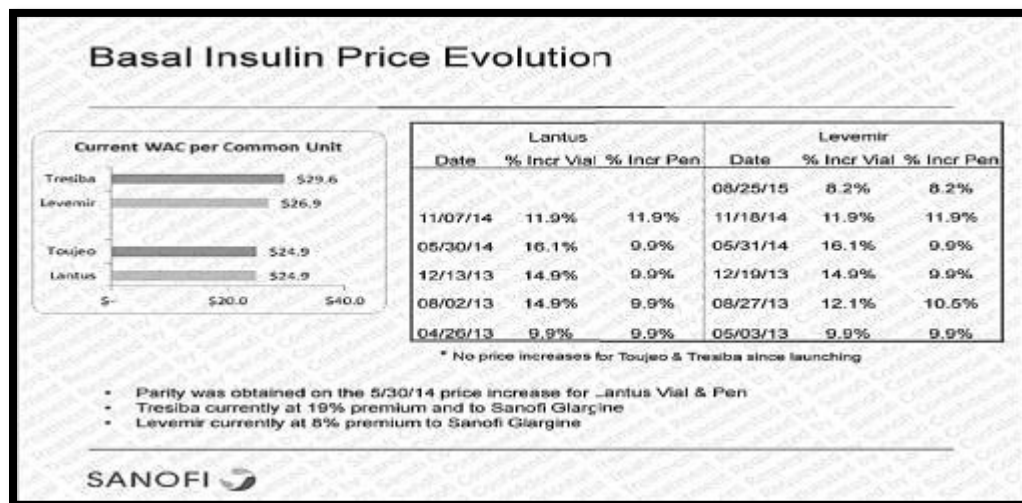 Basal Insulin Price Evolution
Current WAC per Common Unit
Tresiba $29.6
Levemir $26.9
Toujeo $24.9
Lantus $24.9
$- $20.0 $40.0
Lantus Levemir
Date % Incr Vial % Incr Pen Date % Incr Vial % Incr Pen
08/25/15 8.2% 8.2%
11/07/14 11.9% 11.9% 11/18/14 11.9% 11.9%
05/30/14 16.1% 9.9% 05/31/14 16.1% 9.9%
12/13/13 14.9% 9.9% 12/19/13 14.9% 9.9%
08/02/13 14.9% 9.9% 08/27/13 12.1% 10.5%
04/26/13 9.9% 9.9% 05/03/13 9.9% 9.9%
* No price increases for Toujeo & Tresiba since launching
• Parity was obtained on the 5/30/14 price increase for Lantus Vial & Pen
• Tresiba currently at 19% premium and to Sanofi Glargine
• Levemir currently at 8% premium to Sanofi Glargine
SANOFI